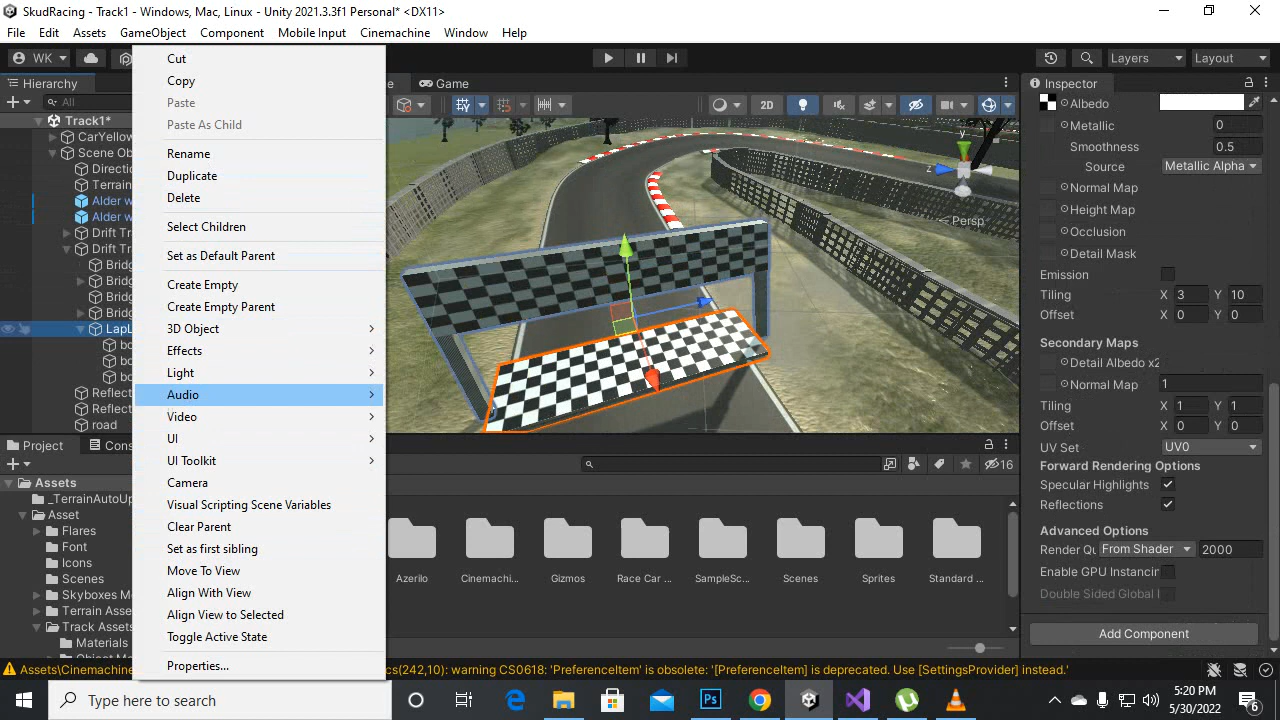 SkudRacing - Track1 - Windows, Mac, Linux - Unity 2021.3.3f1 Personal* <DX11>
File Edit Assets GameObject Component Mobile Input Cinemachine Window Help
WK Layers Layout
Hierarchy
All
Track1*
CarYellow
Scene Ob
Directi
Terrain
Alder w
Alder w
Drift Tr
Drift Tr
Bridg
Bridg
Bridg
Bridg
LapL
bo
bo
bo
Reflect
Reflect
road
Cut
Copy
Paste
Paste As Child
Rename
Duplicate
Delete
Select Children
Set as Default Parent
Create Empty
Create Empty Parent
3D Object
Effects
Light
Audio
Video
UI
UI Toolkit
Camera
Visual Scripting Scene Variables
Clear Parent
Set as first sibling
Move To View
Align With View
Align View to Selected
Toggle Active State
Properties...
e Game
2D
y
z
Persp
Inspector
Albedo
Metallic 0
Smoothness 0.5
Source Metallic Alpha
Normal Map
Height Map
Occlusion
Detail Mask
Emission
Tiling X 3 Y 10
Offset X 0 Y 0
Secondary Maps
Detail Albedo x2
Normal Map 1
Tiling X 1 Y 1
Offset X 0 Y 0
UV Set UV0
Forward Rendering Options
Specular Highlights
Reflections
Advanced Options
Render Qu From Shader 2000
Enable GPU Instancin
Double Sided Global I
Add Component
Project Cons
16
Assets
_TerrainAutoUp
Asset
Flares
Font
Icons
Scenes
Skyboxes Mo
Terrain Asse
Track Assets
Materials
Azerilo Cinemachi... Gizmos Race Car ... SampleSc... Scenes Sprites Standard ...
Assets\Cinemachine cs(242,10): warning CS0618: 'PreferenceItem' is obsolete: '[PreferenceItem] is deprecated. Use [SettingsProvider] instead.'
Type here to search
Ps
5:20 PM
5/30/2022
6